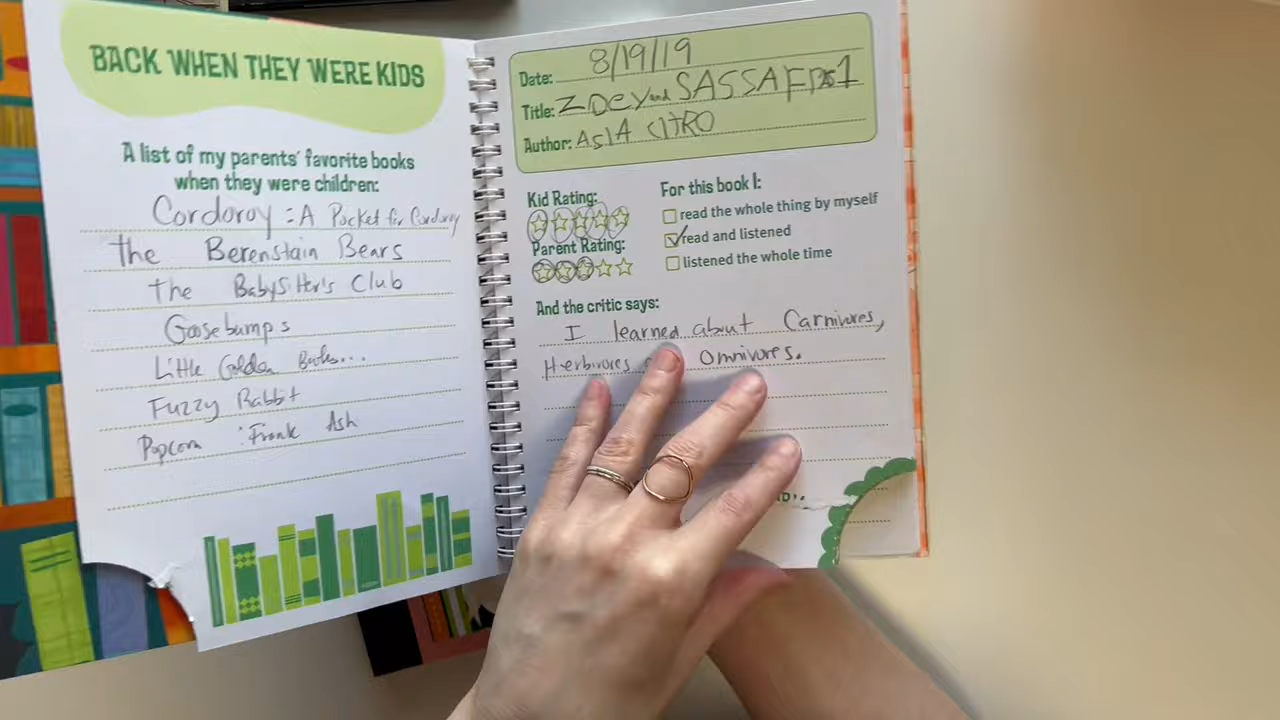 BACK WHEN THEY WERE KIDS
A list of my parents' favorite books
when they were children:
Cordoroy : A Pocket for Cordoroy
the Berenstain Bears
The BabySitter's Club
Goosebumps
Little Golden Books...
Fuzzy Rabbit
Popcorn : Frank Ash
Date: 8/19/19
Title: ZOEY and SASSAFRAS 1
Author: ASIA CITRO
Kid Rating:
Parent Rating:
For this book I:
read the whole thing by myself
read and listened
listened the whole time
And the critic says:
I learned about Carnivores,
Herbivores Omnivores.